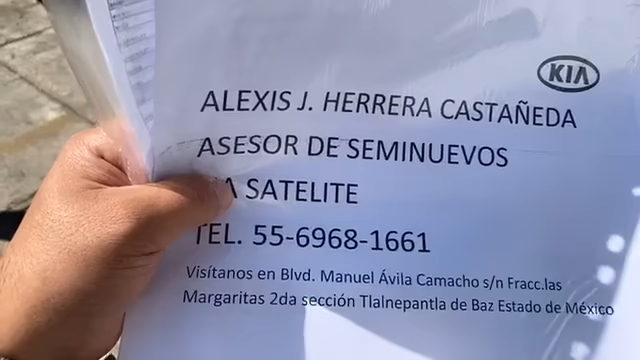 KIA
ALEXIS J. HERRERA CASTAÑEDA
ASESOR DE SEMINUEVOS
SATELITE
TEL. 55-6968-1661
Visítanos en Blvd. Manuel Ávila Camacho s/n Fracc.las
Margaritas 2da sección Tlalnepantla de Baz Estado de México